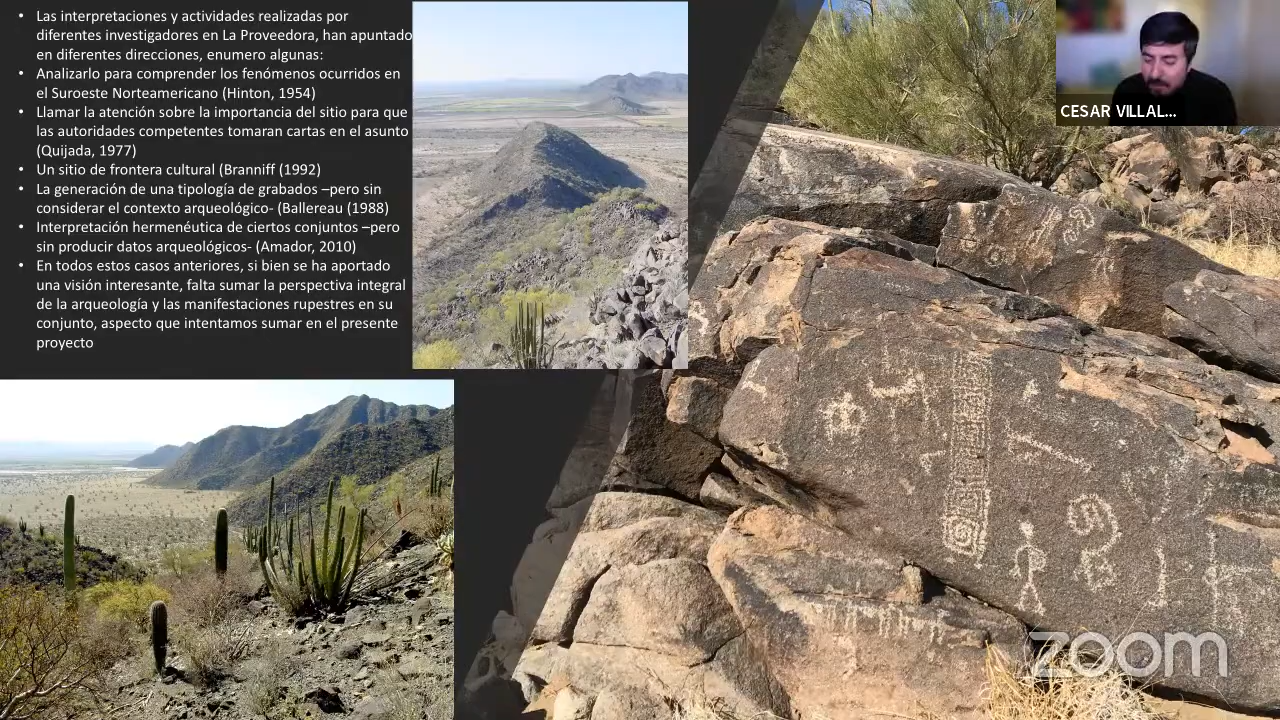 • Las interpretaciones y actividades realizadas por
diferentes investigadores en La Proveedora, han apuntado
en diferentes direcciones, enumero algunas:
• Analizarlo para comprender los fenómenos ocurridos en
el Suroeste Norteamericano (Hinton, 1954)
• Llamar la atención sobre la importancia del sitio para que
las autoridades competentes tomaran cartas en el asunto
(Quijada, 1977)
• Un sitio de frontera cultural (Branniff (1992)
• La generación de una tipología de grabados –pero sin
considerar el contexto arqueológico- (Ballereau (1988)
• Interpretación hermenéutica de ciertos conjuntos –pero
sin producir datos arqueológicos- (Amador, 2010)
• En todos estos casos anteriores, si bien se ha aportado
una visión interesante, falta sumar la perspectiva integral
de la arqueología y las manifestaciones rupestres en su
conjunto, aspecto que intentamos sumar en el presente
proyecto
CESAR VILLAL...
zoom